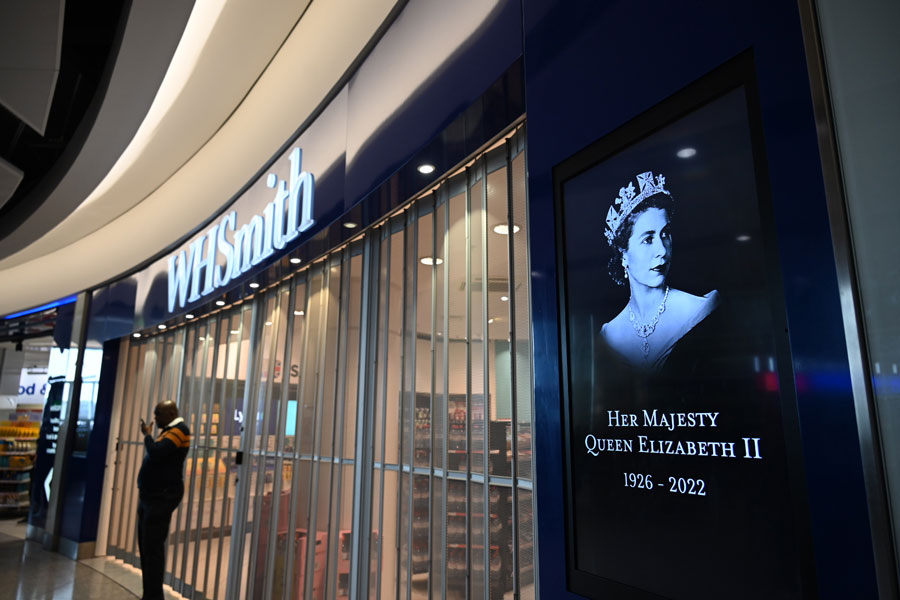 WHSmith
Her Majesty
Queen Elizabeth II
1926 - 2022